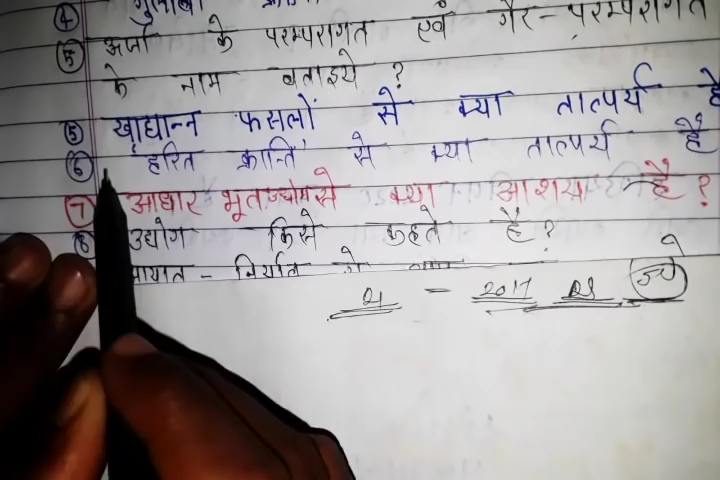 ④ गुलाबी
③ ऊर्जा के परम्परागत एवं गैर-परम्परागत
के नाम बताइये ?
⑤ खाद्यान्न फसलों से क्या तात्पर्य है
⑥ हरित क्रान्ति से क्या तात्पर्य है
⑦ आधार भूत उद्योग से क्या आशय है ?
⑧ उद्योग किसे कहते है ?
आयात - निर्यात से
2017